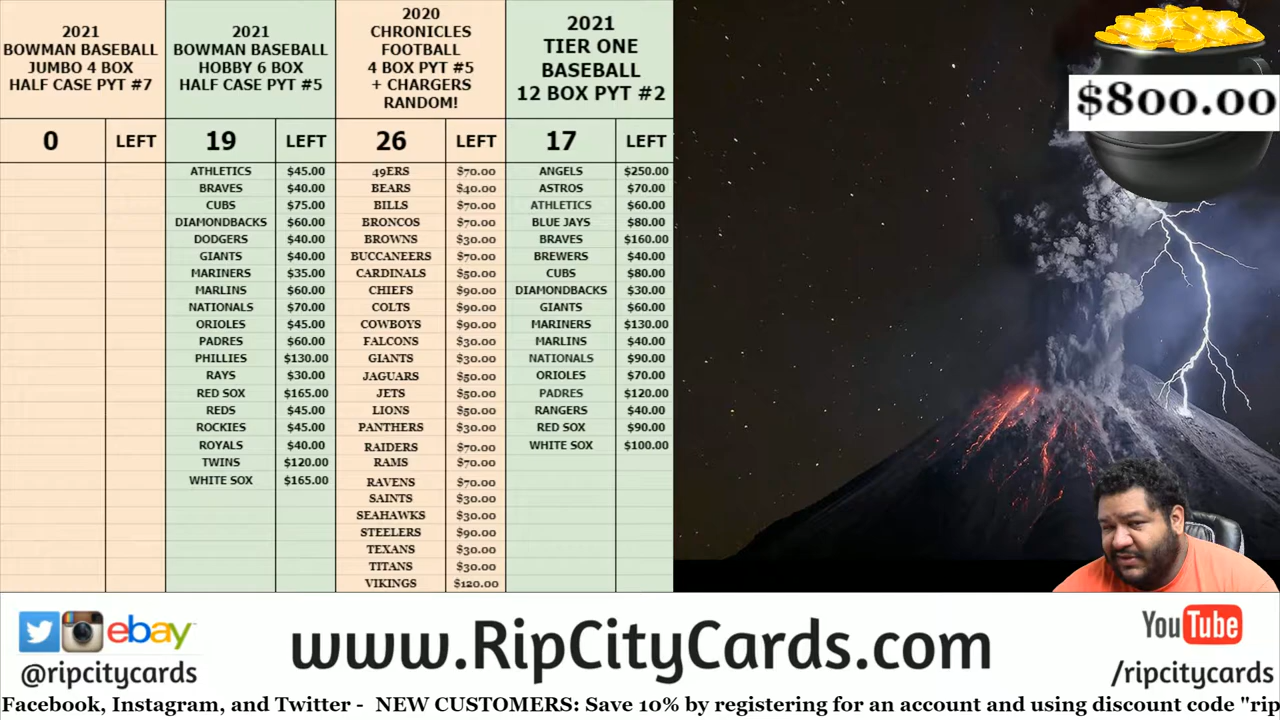 2021
BOWMAN BASEBALL
JUMBO 4 BOX
HALF CASE PYT #7
2021
BOWMAN BASEBALL
HOBBY 6 BOX
HALF CASE PYT #5
2020
CHRONICLES
FOOTBALL
4 BOX PYT #5
+ CHARGERS
RANDOM!
2021
TIER ONE
BASEBALL
12 BOX PYT #2
0 LEFT
19 LEFT
26 LEFT
17 LEFT
ATHLETICS $45.00
BRAVES $40.00
CUBS $75.00
DIAMONDBACKS $60.00
DODGERS $40.00
GIANTS $40.00
MARINERS $35.00
MARLINS $60.00
NATIONALS $70.00
ORIOLES $45.00
PADRES $60.00
PHILLIES $130.00
RAYS $30.00
RED SOX $165.00
REDS $45.00
ROCKIES $45.00
ROYALS $40.00
TWINS $120.00
WHITE SOX $165.00
49ERS $70.00
BEARS $40.00
BILLS $70.00
BRONCOS $70.00
BROWNS $30.00
BUCCANEERS $70.00
CARDINALS $50.00
CHIEFS $90.00
COLTS $90.00
COWBOYS $90.00
FALCONS $30.00
GIANTS $30.00
JAGUARS $50.00
JETS $50.00
LIONS $50.00
PANTHERS $30.00
RAIDERS $70.00
RAMS $70.00
RAVENS $70.00
SAINTS $30.00
SEAHAWKS $30.00
STEELERS $90.00
TEXANS $30.00
TITANS $30.00
VIKINGS $120.00
ANGELS $250.00
ASTROS $70.00
ATHLETICS $60.00
BLUE JAYS $80.00
BRAVES $160.00
BREWERS $40.00
CUBS $80.00
DIAMONDBACKS $30.00
GIANTS $60.00
MARINERS $130.00
MARLINS $40.00
NATIONALS $90.00
ORIOLES $70.00
PADRES $120.00
RANGERS $40.00
RED SOX $90.00
WHITE SOX $100.00
$800.00
ebay
@ripcitycards
www.RipCityCards.com
YouTube
/ripcitycards
Facebook, Instagram, and Twitter - NEW CUSTOMERS: Save 10% by registering for an account and using discount code "rip